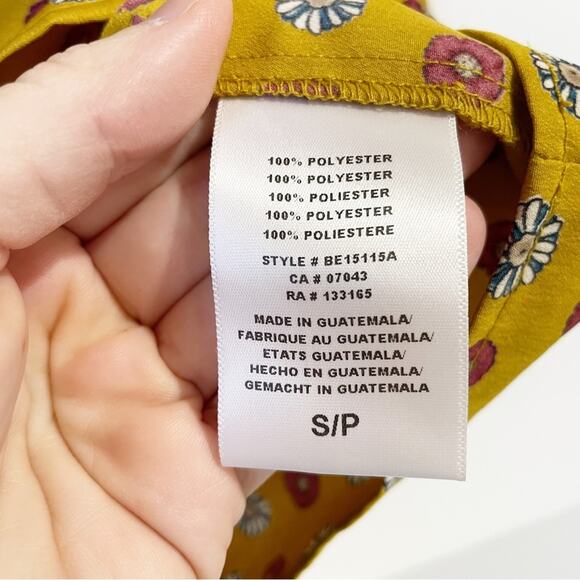 100% POLYESTER
100% POLYESTER
100% POLIESTER
100% POLYESTER
100% POLIESTERE
STYLE # BE15115A
CA # 07043
RA # 133165
MADE IN GUATEMALA/
FABRIQUE AU GUATEMALA/
ETATS GUATEMALA/
HECHO EN GUATEMALA/
GEMACHT IN GUATEMALA
S/P